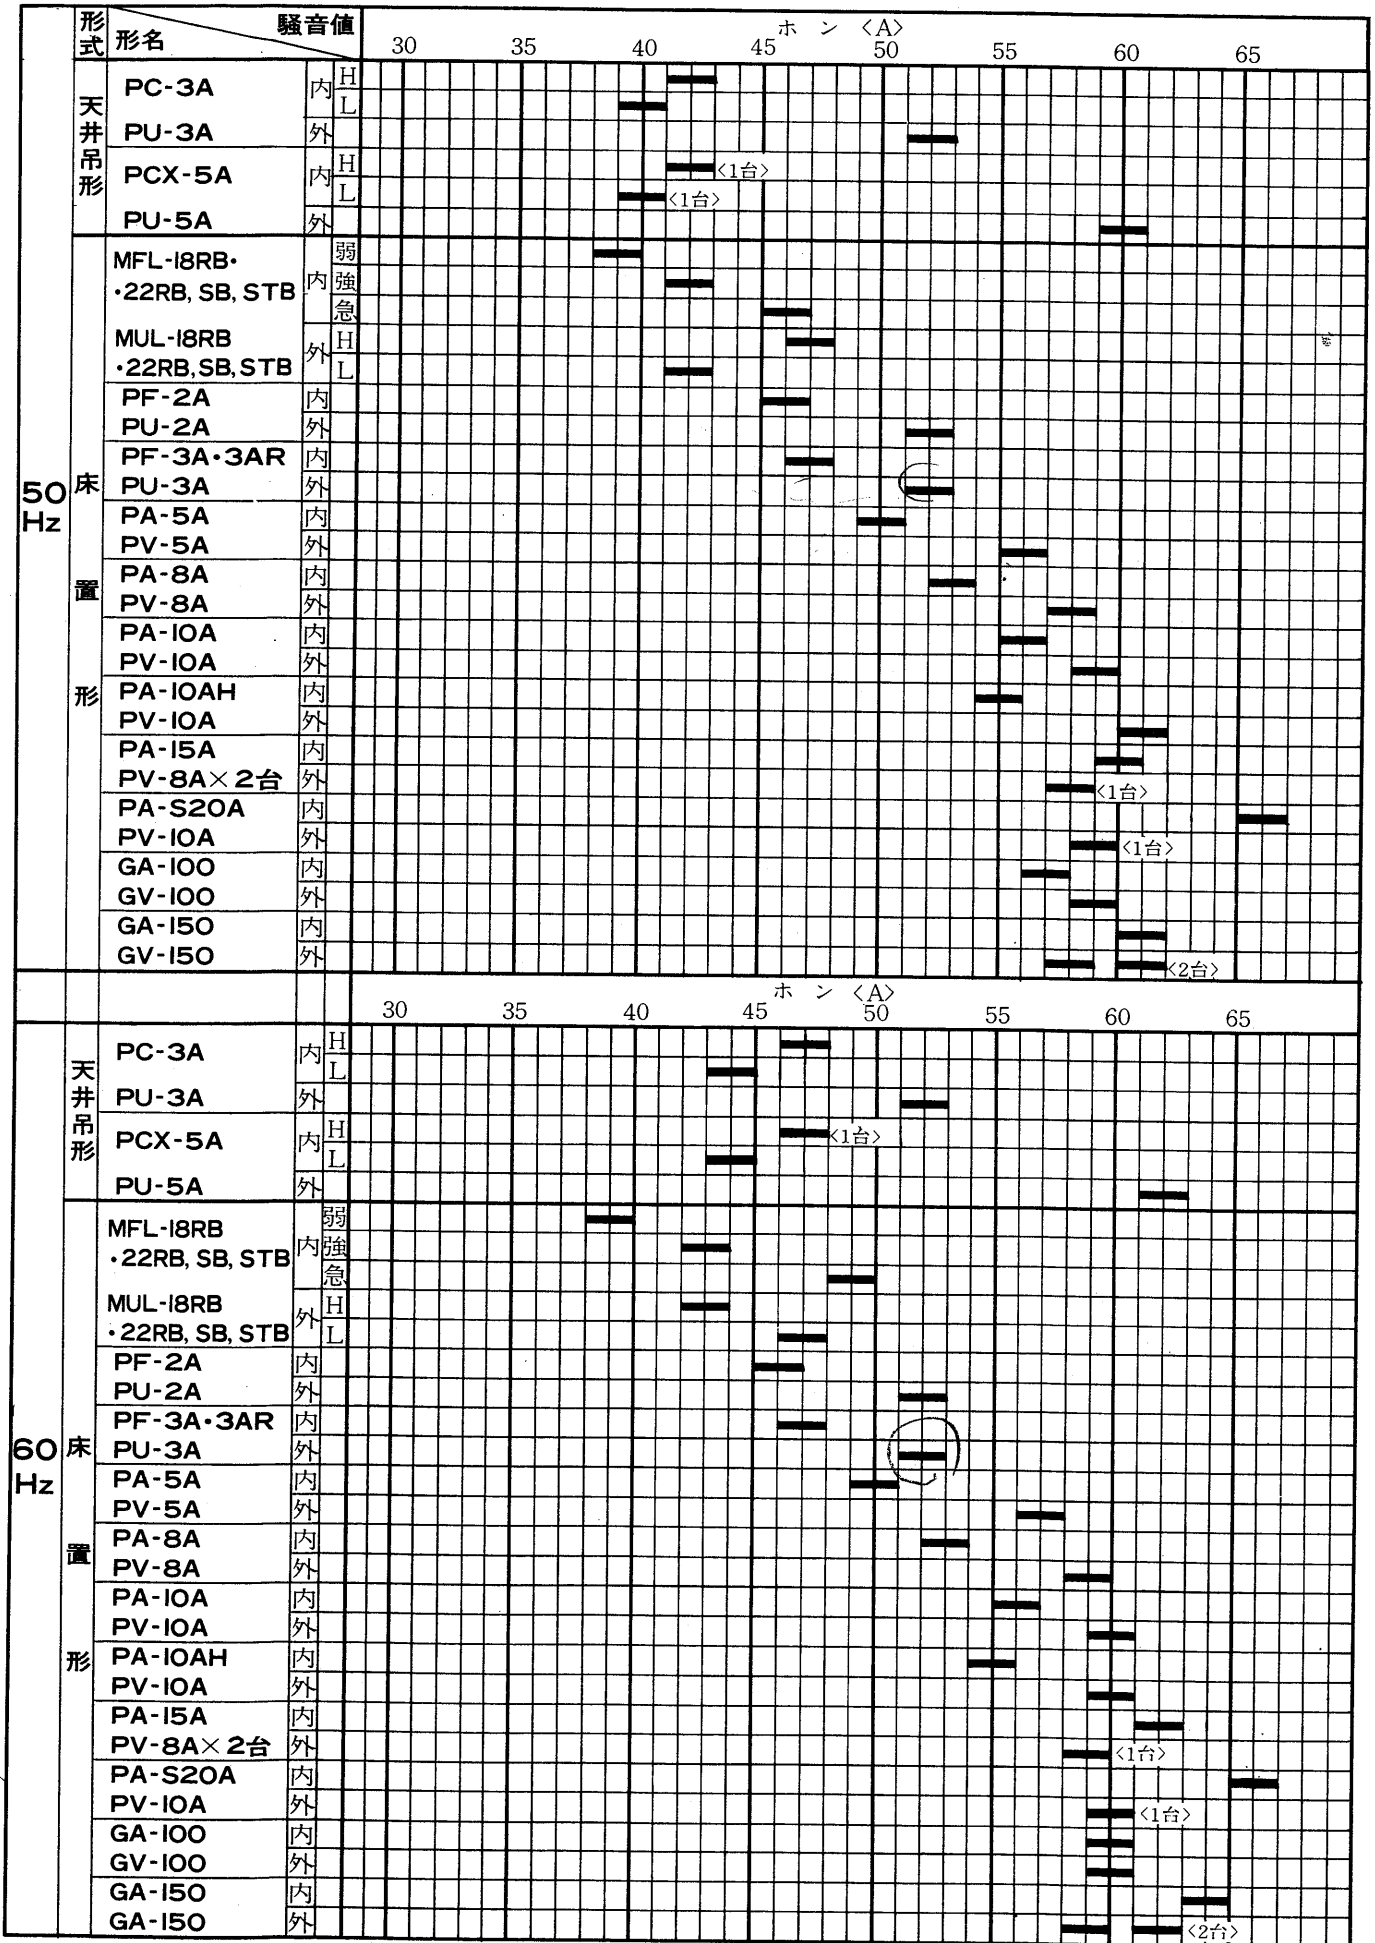 形式 形名 騒音値 ホン〈A〉
30 35 40 45 50 55 60 65
50Hz
天井吊形
PC-3A 内 H
L
PU-3A 外
PCX-5A 内 H 〈1台〉
L 〈1台〉
PU-5A 外
床置形
MFL-18RB・ 内 弱
・22RB, SB, STB 強
急
MUL-18RB 外 H
・22RB, SB, STB L
PF-2A 内
PU-2A 外
PF-3A・3AR 内
PU-3A 外
PA-5A 内
PV-5A 外
PA-8A 内
PV-8A 外
PA-10A 内
PV-10A 外
PA-10AH 内
PV-10A 外
PA-15A 内
PV-8A×2台 外 〈1台〉
PA-S20A 内
PV-10A 外 〈1台〉
GA-100 内
GV-100 外
GA-150 内
GV-150 外 〈2台〉
ホン〈A〉
30 35 40 45 50 55 60 65
60Hz
天井吊形
PC-3A 内 H
L
PU-3A 外
PCX-5A 内 H 〈1台〉
L
PU-5A 外
床置形
MFL-18RB 内 弱
・22RB, SB, STB 強
急
MUL-18RB 外 H
・22RB, SB, STB L
PF-2A 内
PU-2A 外
PF-3A・3AR 内
PU-3A 外
PA-5A 内
PV-5A 外
PA-8A 内
PV-8A 外
PA-10A 内
PV-10A 外
PA-10AH 内
PV-10A 外
PA-15A 内
PV-8A×2台 外 〈1台〉
PA-S20A 内
PV-10A 外 〈1台〉
GA-100 内
GV-100 外
GA-150 内
GA-150 外 〈2台〉